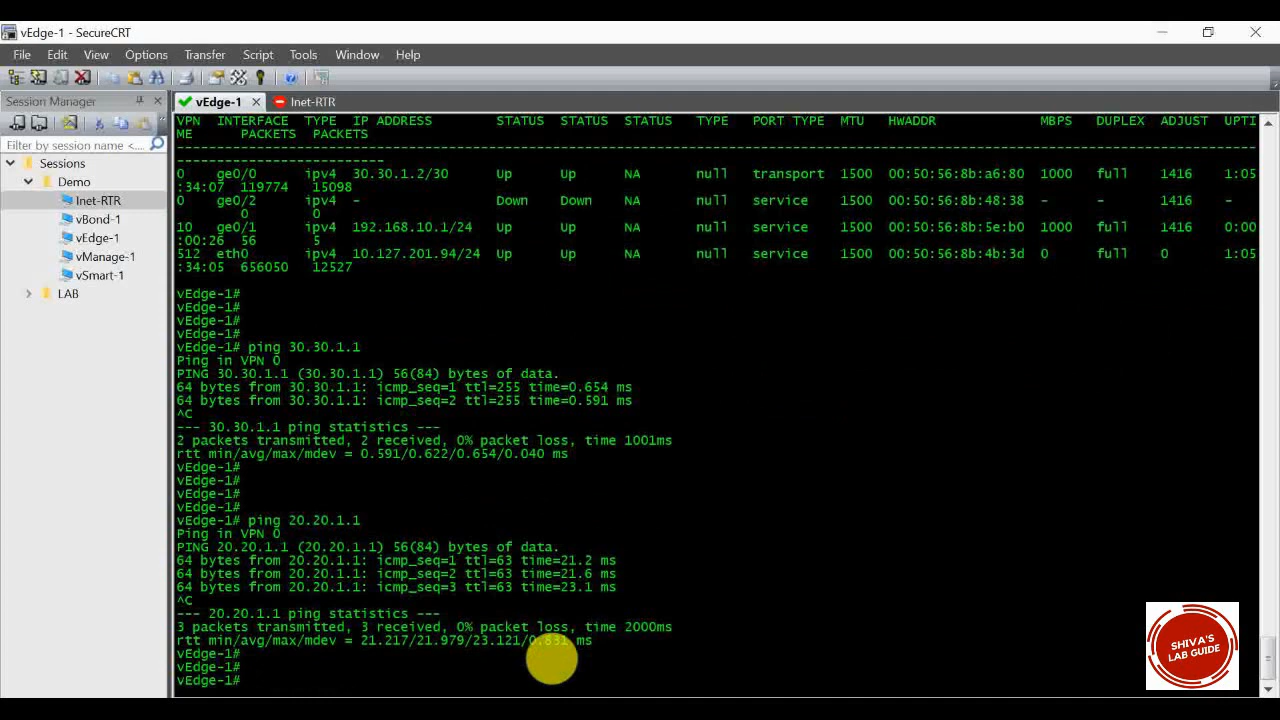 vEdge-1 - SecureCRT
File Edit View Options Transfer Script Tools Window Help
Session Manager
Filter by session name <...
Sessions
Demo
Inet-RTR
vBond-1
vEdge-1
vManage-1
vSmart-1
LAB
vEdge-1 Inet-RTR
VPN INTERFACE TYPE IP ADDRESS STATUS STATUS STATUS TYPE PORT TYPE MTU HWADDR MBPS DUPLEX ADJUST UPTI
ME PACKETS PACKETS
--------------------------------------------------------------------------------------------------------------------------------------
--------------------------
0 ge0/0 ipv4 30.30.1.2/30 Up Up NA null transport 1500 00:50:56:8b:a6:80 1000 full 1416 1:05
:34:07 119774 15098
0 ge0/2 ipv4 - Down Down NA null service 1500 00:50:56:8b:48:38 - - 1416 -
0 0
10 ge0/1 ipv4 192.168.10.1/24 Up Up NA null service 1500 00:50:56:8b:5e:b0 1000 full 1416 0:00
:00:26 56 5
512 eth0 ipv4 10.127.201.94/24 Up Up NA null service 1500 00:50:56:8b:4b:3d 0 full 0 1:05
:34:05 656050 12527
vEdge-1#
vEdge-1#
vEdge-1#
vEdge-1#
vEdge-1# ping 30.30.1.1
Ping in VPN 0
PING 30.30.1.1 (30.30.1.1) 56(84) bytes of data.
64 bytes from 30.30.1.1: icmp_seq=1 ttl=255 time=0.654 ms
64 bytes from 30.30.1.1: icmp_seq=2 ttl=255 time=0.591 ms
^C
--- 30.30.1.1 ping statistics ---
2 packets transmitted, 2 received, 0% packet loss, time 1001ms
rtt min/avg/max/mdev = 0.591/0.622/0.654/0.040 ms
vEdge-1#
vEdge-1#
vEdge-1#
vEdge-1#
vEdge-1# ping 20.20.1.1
Ping in VPN 0
PING 20.20.1.1 (20.20.1.1) 56(84) bytes of data.
64 bytes from 20.20.1.1: icmp_seq=1 ttl=63 time=21.2 ms
64 bytes from 20.20.1.1: icmp_seq=2 ttl=63 time=21.6 ms
64 bytes from 20.20.1.1: icmp_seq=3 ttl=63 time=23.1 ms
^C
--- 20.20.1.1 ping statistics ---
3 packets transmitted, 3 received, 0% packet loss, time 2000ms
rtt min/avg/max/mdev = 21.217/21.979/23.121/0.831 ms
vEdge-1#
vEdge-1#
vEdge-1#
SHIVA'S
LAB GUIDE